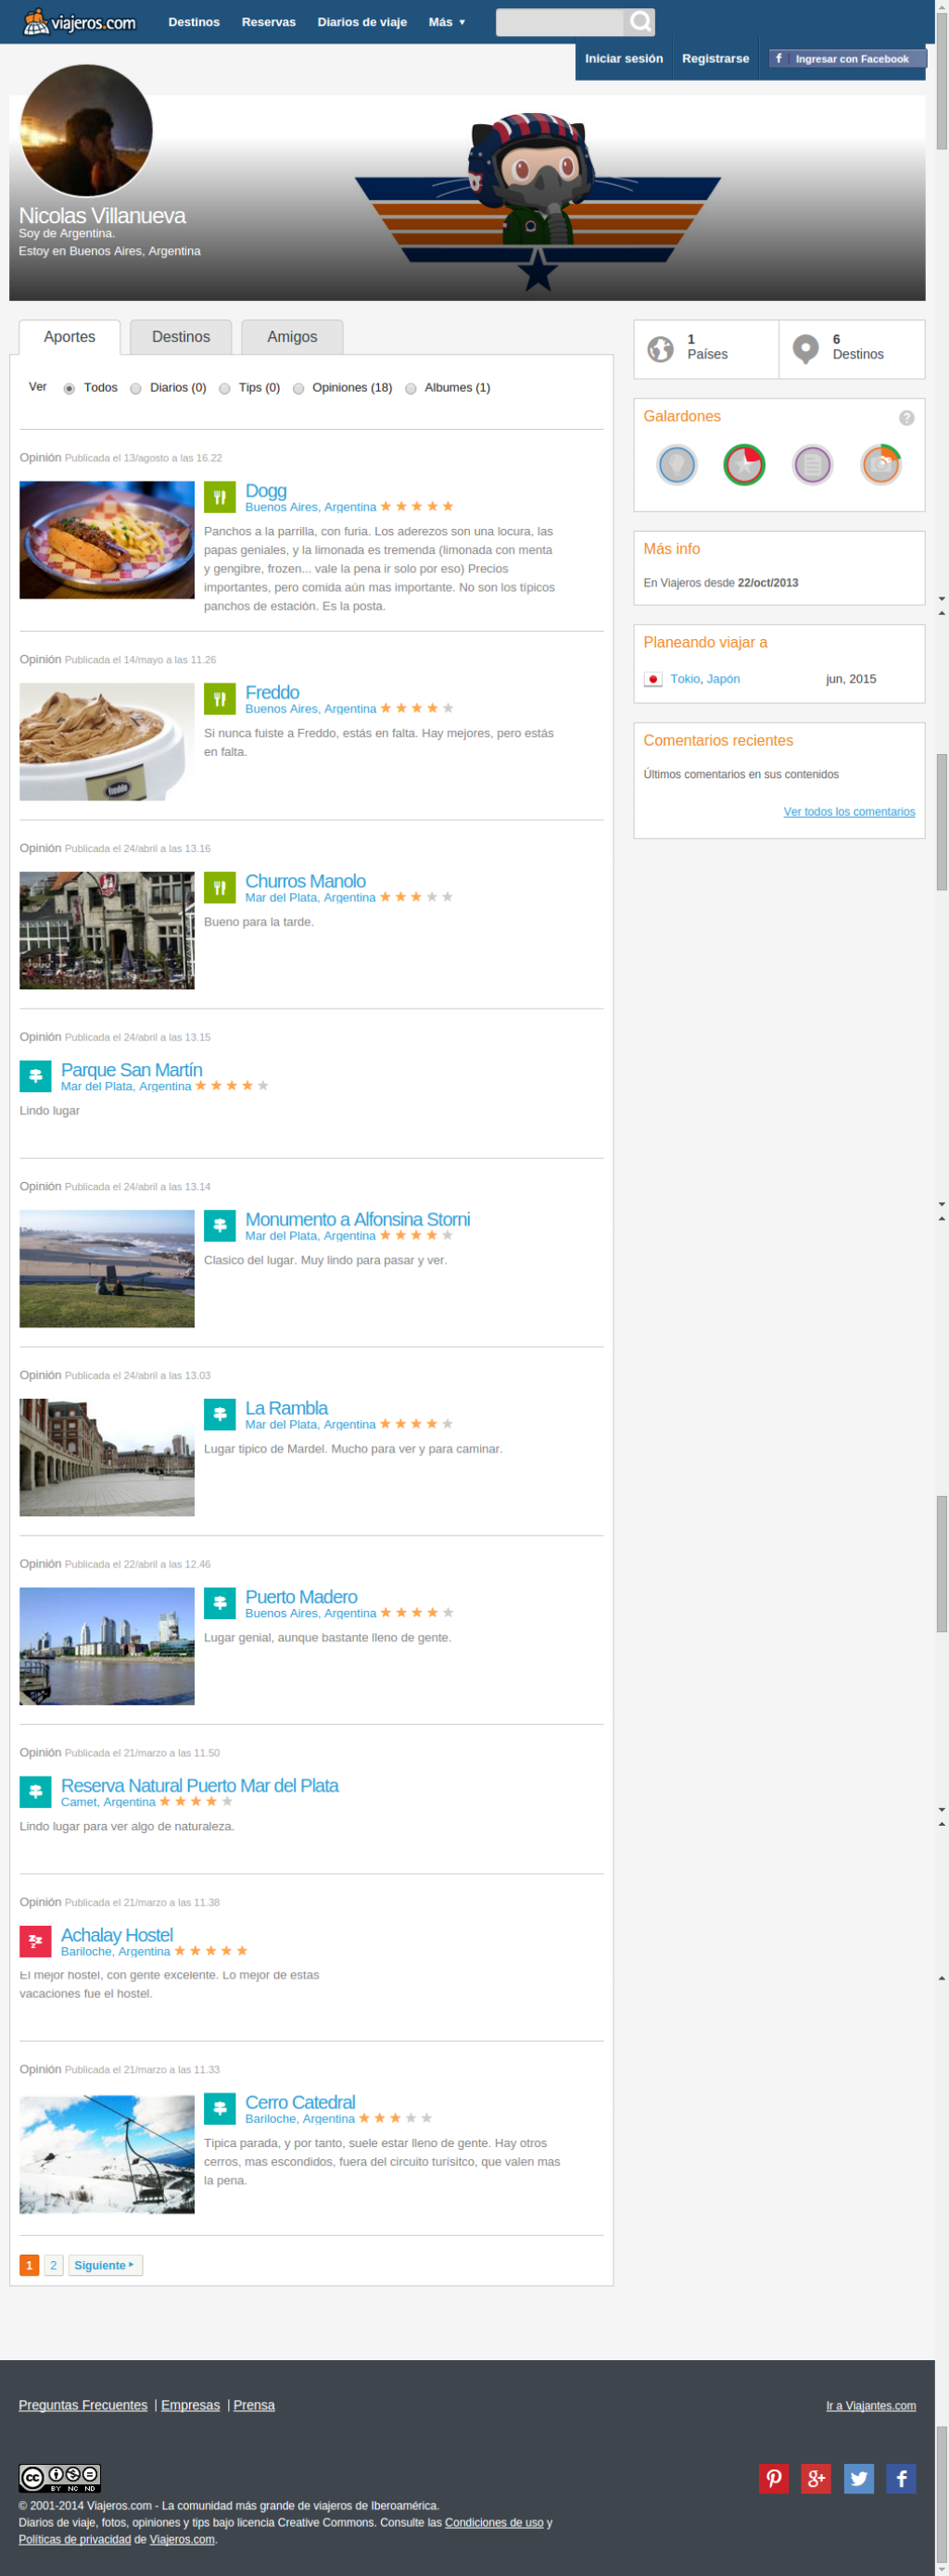 viajeros.com Destinos Reservas Diarios de viaje Más ▼
Iniciar sesión Registrarse f Ingresar con Facebook
Nicolas Villanueva
Soy de Argentina.
Estoy en Buenos Aires, Argentina
Aportes Destinos Amigos
Ver Todos Diarios (0) Tips (0) Opiniones (18) Albumes (1)
Opinión Publicada el 13/agosto a las 16.22
Dogg
Buenos Aires, Argentina
Panchos a la parrilla, con furia. Los aderezos son una locura, las
papas geniales, y la limonada es tremenda (limonada con menta
y gengibre, frozen... vale la pena ir solo por eso) Precios
importantes, pero comida aún mas importante. No son los típicos
panchos de estación. Es la posta.
Opinión Publicada el 14/mayo a las 11.26
Freddo
Buenos Aires, Argentina
Si nunca fuiste a Freddo, estás en falta. Hay mejores, pero estás
en falta.
freddo
Opinión Publicada el 24/abril a las 13.16
Churros Manolo
Mar del Plata, Argentina
Bueno para la tarde.
Opinión Publicada el 24/abril a las 13.15
Parque San Martín
Mar del Plata, Argentina
Lindo lugar
Opinión Publicada el 24/abril a las 13.14
Monumento a Alfonsina Storni
Mar del Plata, Argentina
Clasico del lugar. Muy lindo para pasar y ver.
Opinión Publicada el 24/abril a las 13.03
La Rambla
Mar del Plata, Argentina
Lugar tipico de Mardel. Mucho para ver y para caminar.
Opinión Publicada el 22/abril a las 12.46
Puerto Madero
Buenos Aires, Argentina
Lugar genial, aunque bastante lleno de gente.
Opinión Publicada el 21/marzo a las 11.50
Reserva Natural Puerto Mar del Plata
Camet, Argentina
Lindo lugar para ver algo de naturaleza.
Opinión Publicada el 21/marzo a las 11.38
Achalay Hostel
Bariloche, Argentina
El mejor hostel, con gente excelente. Lo mejor de estas
vacaciones fue el hostel.
Opinión Publicada el 21/marzo a las 11.33
Cerro Catedral
Bariloche, Argentina
Tipica parada, y por tanto, suele estar lleno de gente. Hay otros
cerros, mas escondidos, fuera del circuito turísitco, que valen mas
la pena.
1 2 Siguiente
1
Países
6
Destinos
Galardones ?
Más info
En Viajeros desde 22/oct/2013
Planeando viajar a
Tokio, Japón jun, 2015
Comentarios recientes
Últimos comentarios en sus contenidos
Ver todos los comentarios
Preguntas Frecuentes | Empresas | Prensa
Ir a Viajantes.com
cc BY NC ND
© 2001-2014 Viajeros.com - La comunidad más grande de viajeros de Iberoamérica.
Diarios de viaje, fotos, opiniones y tips bajo licencia Creative Commons. Consulte las Condiciones de uso y
Políticas de privacidad de Viajeros.com.